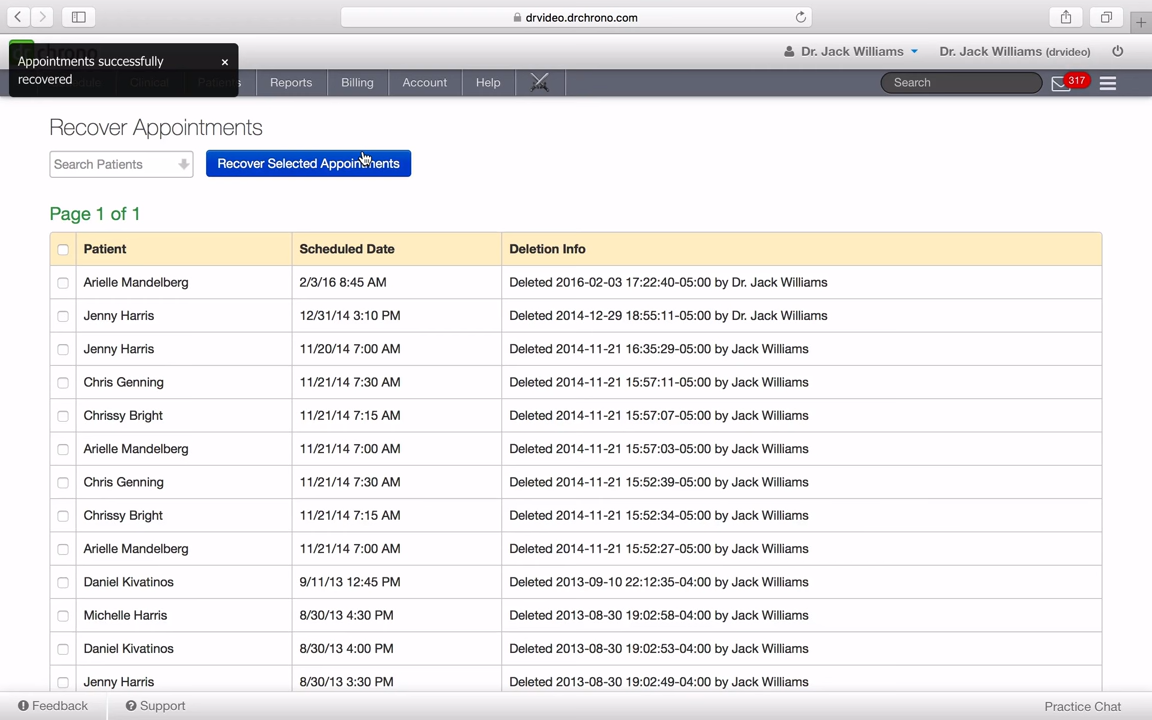 drvideo.drchrono.com
Appointments successfully
recovered
×
Dr. Jack Williams
Dr. Jack Williams (drvideo)
Reports
Billing
Account
Help
Search
317
Recover Appointments
Search Patients
Recover Selected Appointments
Page 1 of 1
Patient Scheduled Date Deletion Info
Arielle Mandelberg 2/3/16 8:45 AM Deleted 2016-02-03 17:22:40-05:00 by Dr. Jack Williams
Jenny Harris 12/31/14 3:10 PM Deleted 2014-12-29 18:55:11-05:00 by Dr. Jack Williams
Jenny Harris 11/20/14 7:00 AM Deleted 2014-11-21 16:35:29-05:00 by Jack Williams
Chris Genning 11/21/14 7:30 AM Deleted 2014-11-21 15:57:11-05:00 by Jack Williams
Chrissy Bright 11/21/14 7:15 AM Deleted 2014-11-21 15:57:07-05:00 by Jack Williams
Arielle Mandelberg 11/21/14 7:00 AM Deleted 2014-11-21 15:57:03-05:00 by Jack Williams
Chris Genning 11/21/14 7:30 AM Deleted 2014-11-21 15:52:39-05:00 by Jack Williams
Chrissy Bright 11/21/14 7:15 AM Deleted 2014-11-21 15:52:34-05:00 by Jack Williams
Arielle Mandelberg 11/21/14 7:00 AM Deleted 2014-11-21 15:52:27-05:00 by Jack Williams
Daniel Kivatinos 9/11/13 12:45 PM Deleted 2013-09-10 22:12:35-04:00 by Jack Williams
Michelle Harris 8/30/13 4:30 PM Deleted 2013-08-30 19:02:58-04:00 by Jack Williams
Daniel Kivatinos 8/30/13 4:00 PM Deleted 2013-08-30 19:02:53-04:00 by Jack Williams
Jenny Harris 8/30/13 3:30 PM Deleted 2013-08-30 19:02:49-04:00 by Jack Williams
Feedback
Support
Practice Chat